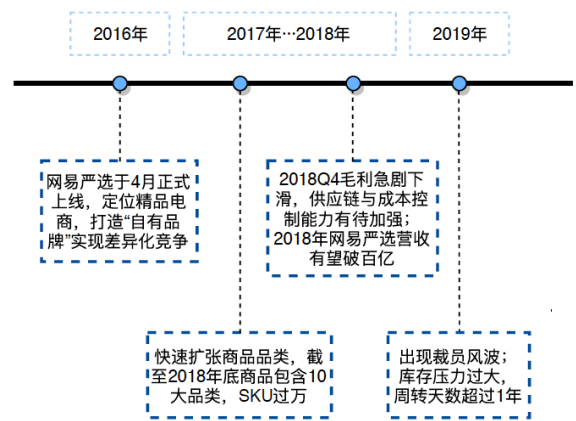 2016年
2017年…2018年
2019年
网易严选于4月正式
上线，定位精品电
商，打造“自有品
牌”实现差异化竞争
2018Q4毛利急剧下
滑，供应链与成本控
制能力有待加强；
2018年网易严选营收
有望破百亿
快速扩张商品品类，截
至2018年底商品包含10
大品类，SKU过万
出现裁员风波；
库存压力过大，
周转天数超过1年